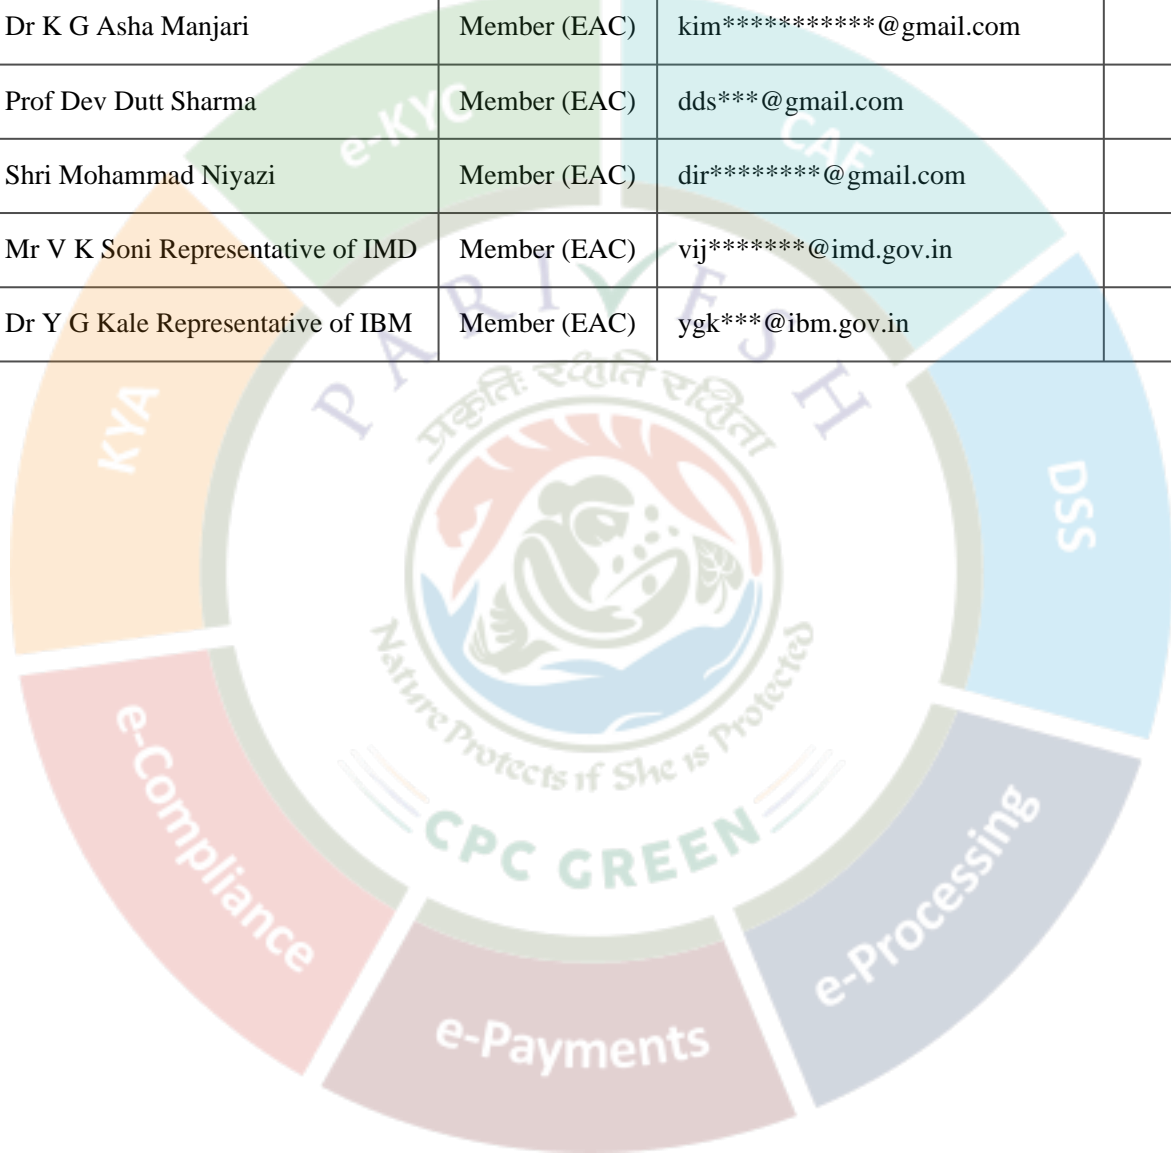 Dr K G Asha Manjari Member (EAC) kim***********@gmail.com
Prof Dev Dutt Sharma Member (EAC) dds***@gmail.com
Shri Mohammad Niyazi Member (EAC) dir********@gmail.com
Mr V K Soni Representative of IMD Member (EAC) vij*******@imd.gov.in
Dr Y G Kale Representative of IBM Member (EAC) ygk***@ibm.gov.in
e-KYC
CAF
PARIVESH
KYA
प्रकृतिः रक्षति रक्षिता
DSS
Nature Protects if She is Protected
CPC GREEN
e-Compliance
e-Processing
e-Payments